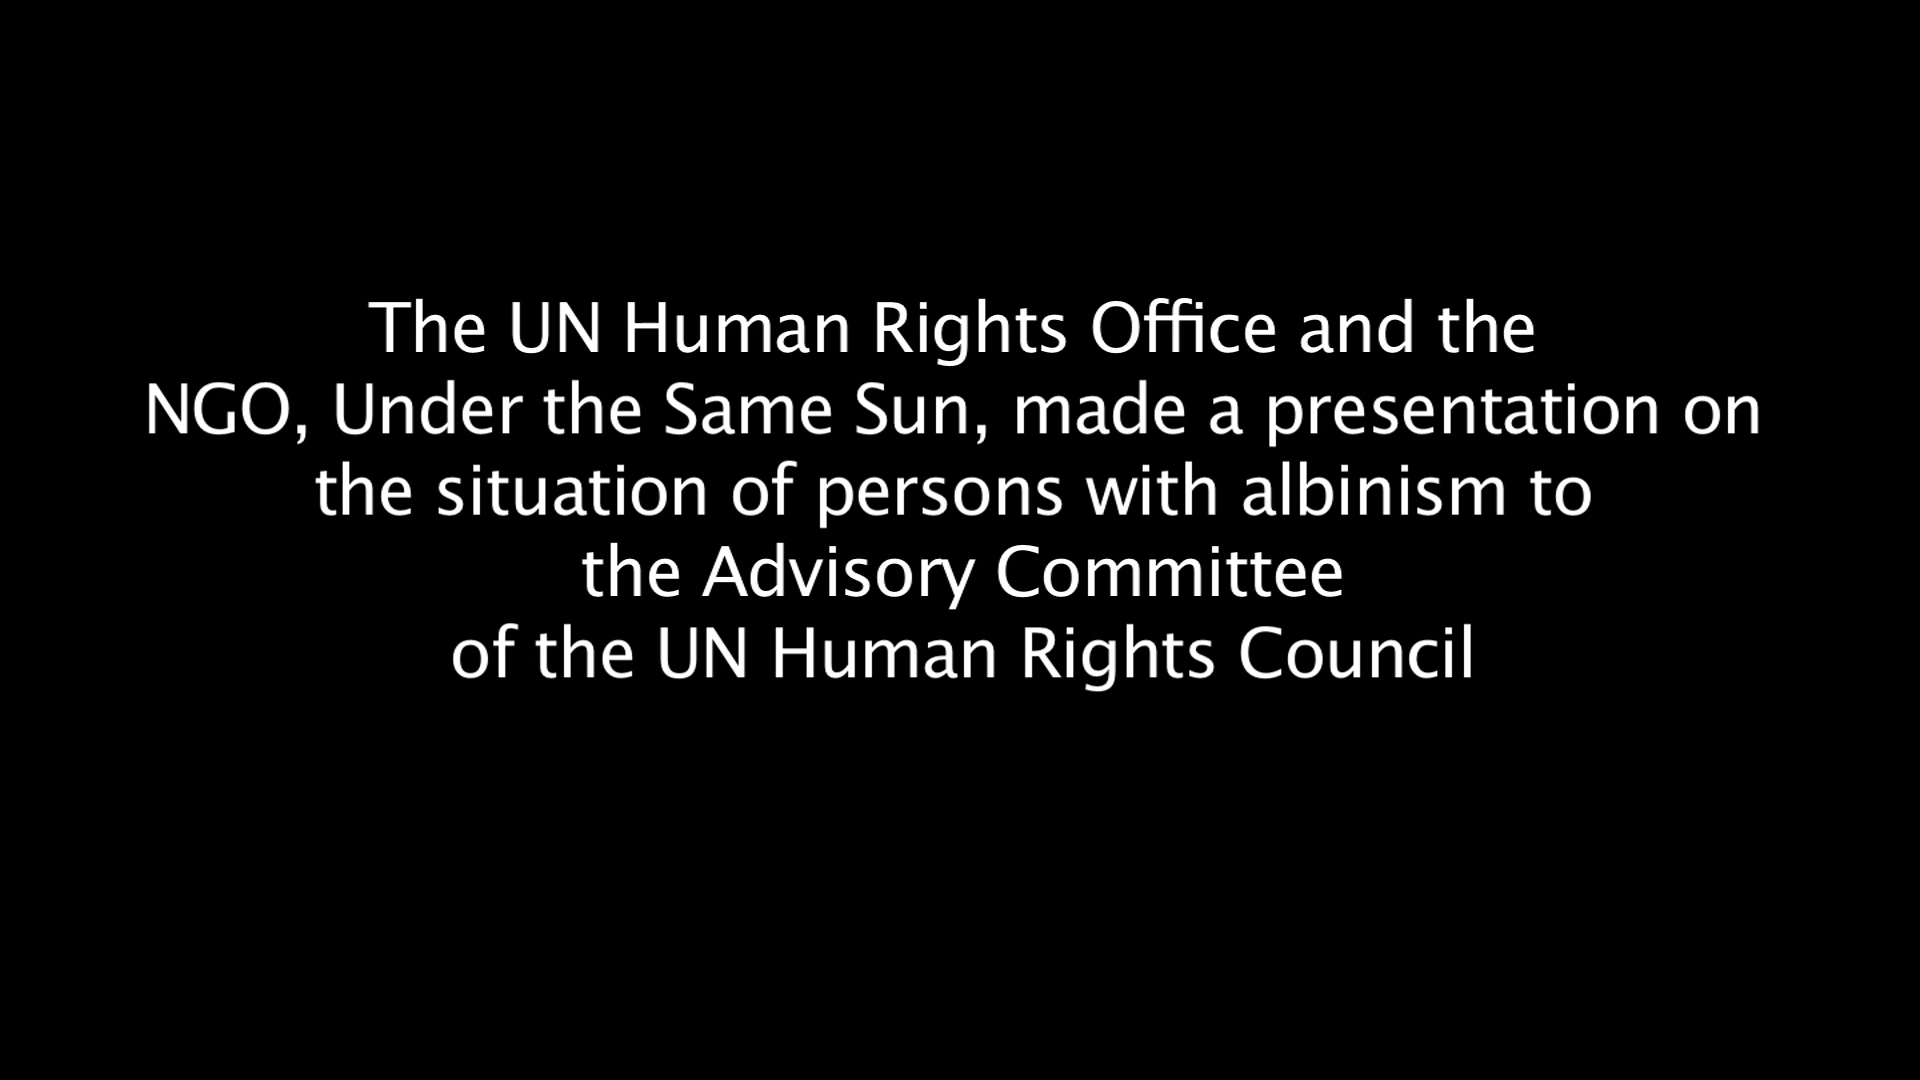 The UN Human Rights Office and the
NGO, Under the Same Sun, made a presentation on
the situation of persons with albinism to
the Advisory Committee
of the UN Human Rights Council